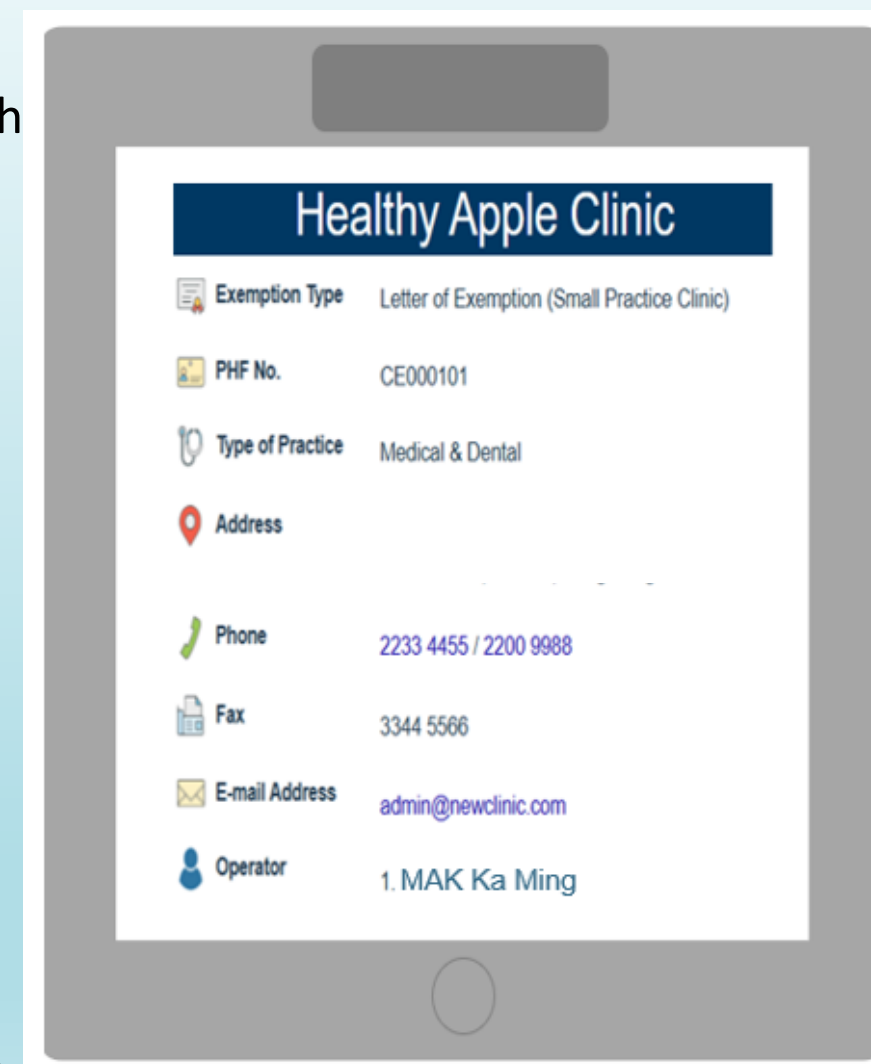 h
Healthy Apple Clinic
Exemption Type Letter of Exemption (Small Practice Clinic)
PHF No. CE000101
Type of Practice Medical & Dental
Address
Phone 2233 4455 / 2200 9988
Fax 3344 5566
E-mail Address admin@newclinic.com
Operator 1. MAK Ka Ming